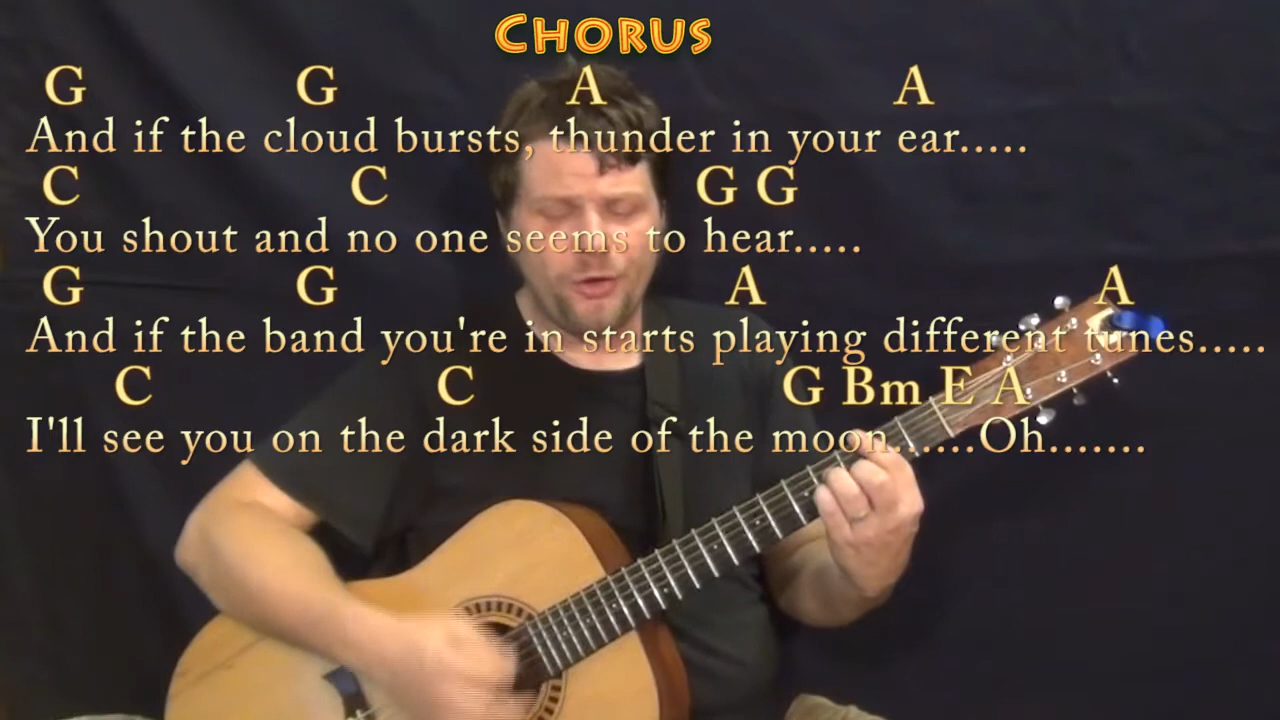 CHORUS
G G A A
And if the cloud bursts, thunder in your ear.....
C C G G
You shout and no one seems to hear.....
G G A A
And if the band you're in starts playing different tunes.....
C C G Bm E A
I'll see you on the dark side of the moon......Oh.......